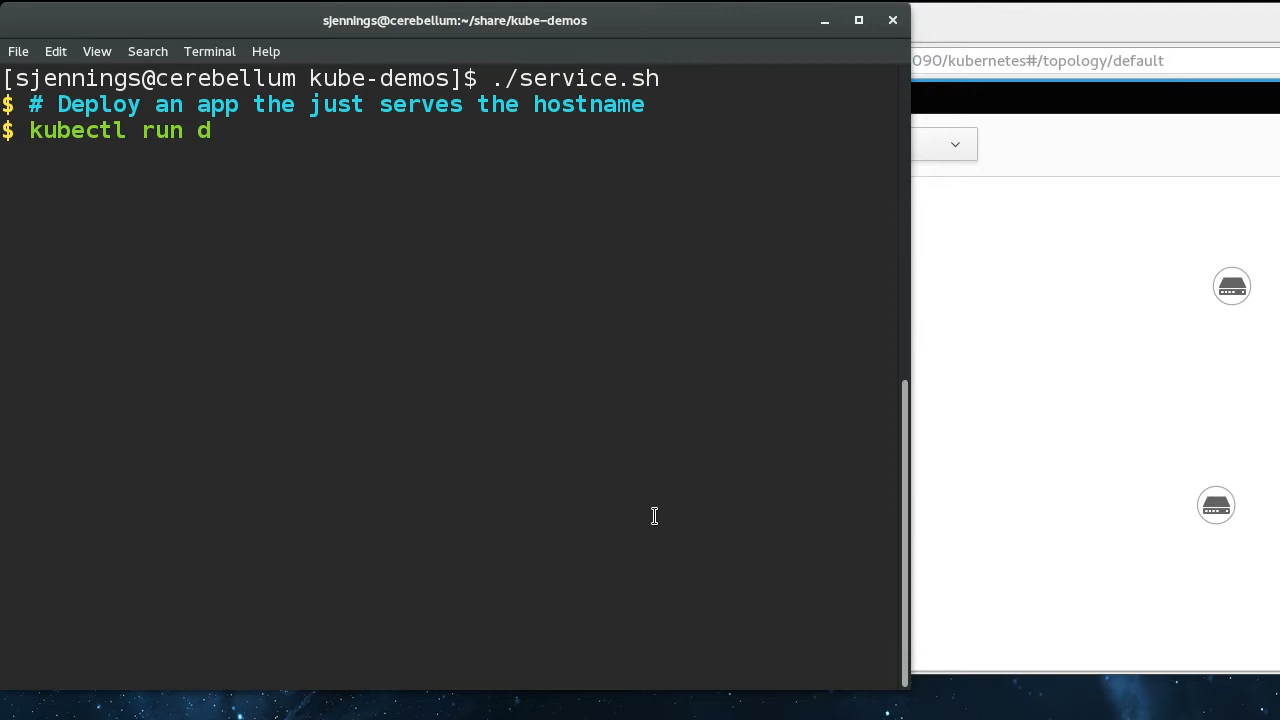 sjennings@cerebellum:~/share/kube-demos
File Edit View Search Terminal Help
090/kubernetes#/topology/default
[sjennings@cerebellum kube-demos]$ ./service.sh
$ # Deploy an app the just serves the hostname
$ kubectl run d